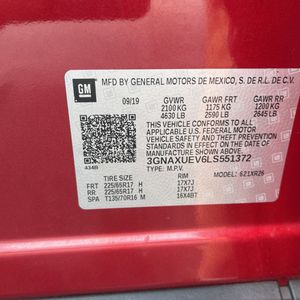 GM
MFD BY GENERAL MOTORS DE MEXICO, S. DE R.L. DE C.V.
09/19 GVWR GAWR FRT GAWR RR
2100 KG 1175 KG 1200 KG
4630 LB 2590 LB 2645 LB
THIS VEHICLE CONFORMS TO ALL APPLICABLE
U.S. FEDERAL MOTOR VEHICLE SAFETY, BUMPER,
AND THEFT PREVENTION STANDARDS IN EFFECT
ON THE DATE OF MANUFACTURE SHOWN ABOVE.
3GNAXUEV6LS551372
TYPE: M.P.V. MODEL: 6Z1XR26
434B
TIRE SIZE RIM
FRT 225/65R17 H 17X7J
RR 225/65R17 H 17X7J
SPA T135/70R16 M 16X4BT